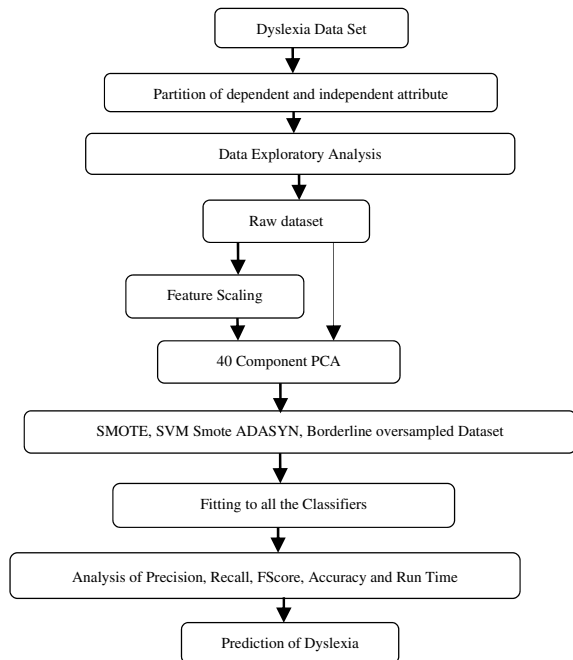 Dyslexia Data Set
Partition of dependent and independent attribute
Data Exploratory Analysis
Raw dataset
Feature Scaling
40 Component PCA
SMOTE, SVM Smote ADASYN, Borderline oversampled Dataset
Fitting to all the Classifiers
Analysis of Precision, Recall, FScore, Accuracy and Run Time
Prediction of Dyslexia